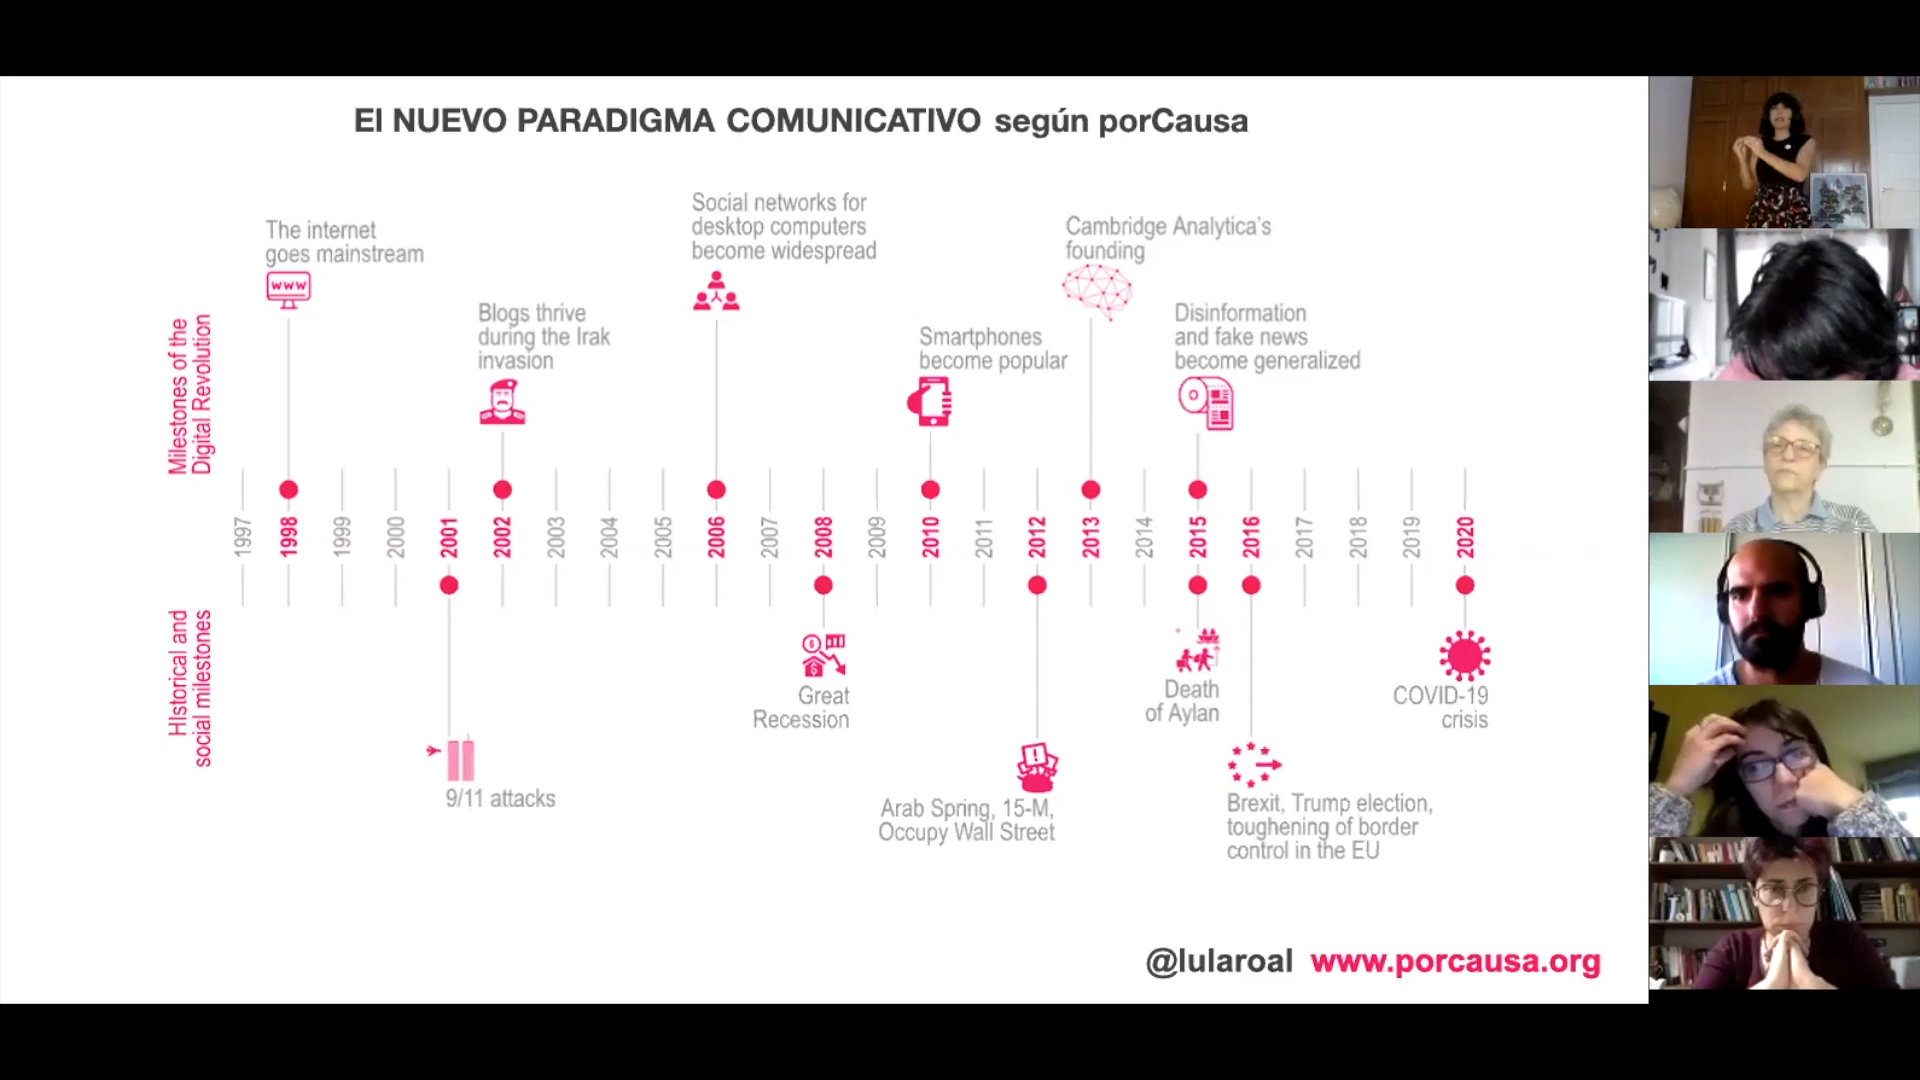 El NUEVO PARADIGMA COMUNICATIVO según porCausa
Milestones of the
Digital Revolution
The internet
goes mainstream
www
Blogs thrive
during the Irak
invasion
Social networks for
desktop computers
become widespread
Smartphones
become popular
Cambridge Analytica's
founding
Disinformation
and fake news
become generalized
1997
1998
1999
2000
2001
2002
2003
2004
2005
2006
2007
2008
2009
2010
2011
2012
2013
2014
2015
2016
2017
2018
2019
2020
HIstorical and
social milestones
9/11 attacks
Great
Recession
Arab Spring, 15-M,
Occupy Wall Street
Death
of Aylan
Brexit, Trump election,
toughening of border
control in the EU
COVID-19
crisis
@lularoal www.porcausa.org